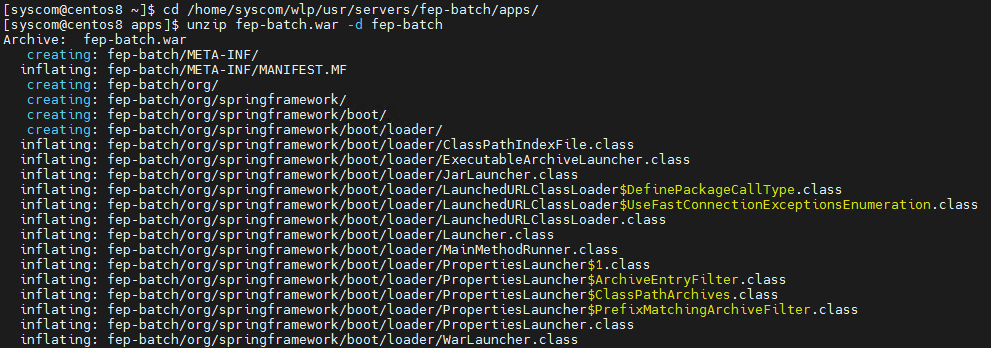 [syscom@centos8 ~]$ cd /home/syscom/wlp/usr/servers/fep-batch/apps/
[syscom@centos8 apps]$ unzip fep-batch.war -d fep-batch
Archive:  fep-batch.war
   creating: fep-batch/META-INF/
  inflating: fep-batch/META-INF/MANIFEST.MF
   creating: fep-batch/org/
   creating: fep-batch/org/springframework/
   creating: fep-batch/org/springframework/boot/
   creating: fep-batch/org/springframework/boot/loader/
  inflating: fep-batch/org/springframework/boot/loader/ClassPathIndexFile.class
  inflating: fep-batch/org/springframework/boot/loader/ExecutableArchiveLauncher.class
  inflating: fep-batch/org/springframework/boot/loader/JarLauncher.class
  inflating: fep-batch/org/springframework/boot/loader/LaunchedURLClassLoader$DefinePackageCallType.class
  inflating: fep-batch/org/springframework/boot/loader/LaunchedURLClassLoader$UseFastConnectionExceptionsEnumeration.class
  inflating: fep-batch/org/springframework/boot/loader/LaunchedURLClassLoader.class
  inflating: fep-batch/org/springframework/boot/loader/Launcher.class
  inflating: fep-batch/org/springframework/boot/loader/MainMethodRunner.class
  inflating: fep-batch/org/springframework/boot/loader/PropertiesLauncher$1.class
  inflating: fep-batch/org/springframework/boot/loader/PropertiesLauncher$ArchiveEntryFilter.class
  inflating: fep-batch/org/springframework/boot/loader/PropertiesLauncher$ClassPathArchives.class
  inflating: fep-batch/org/springframework/boot/loader/PropertiesLauncher$PrefixMatchingArchiveFilter.class
  inflating: fep-batch/org/springframework/boot/loader/PropertiesLauncher.class
  inflating: fep-batch/org/springframework/boot/loader/WarLauncher.class